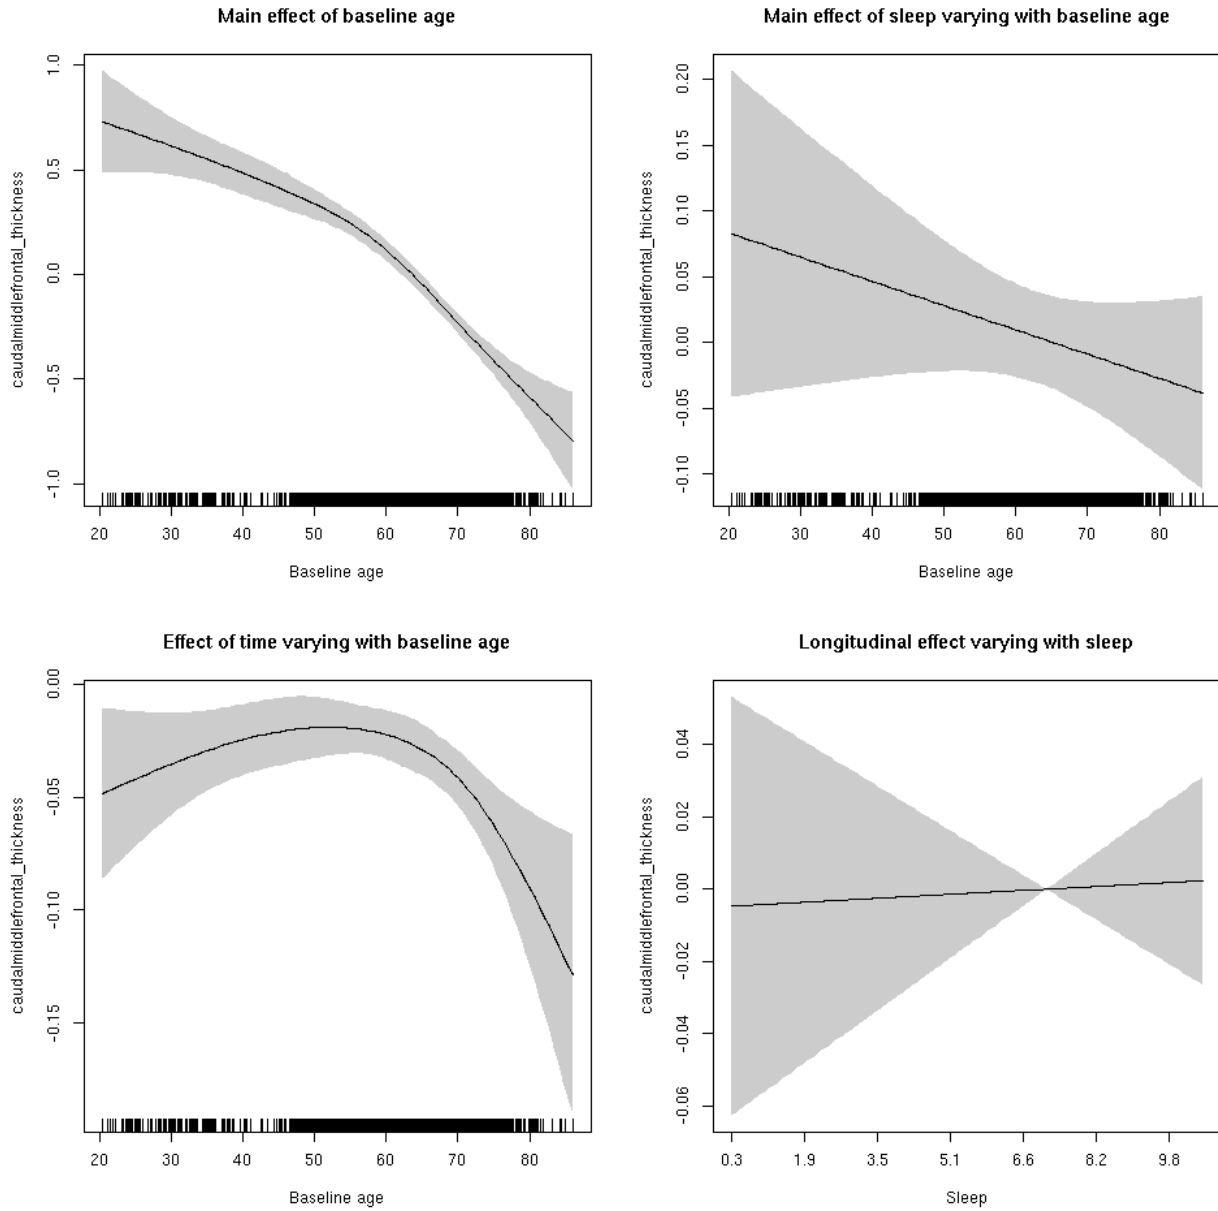 Main effect of baseline age
caudalmiddlefrontal_thickness
1.0
0.5
0.0
-0.5
-1.0
20 30 40 50 60 70 80
Baseline age
Main effect of sleep varying with baseline age
caudalmiddlefrontal_thickness
0.20
0.15
0.10
0.05
0.00
-0.05
-0.10
20 30 40 50 60 70 80
Baseline age
Effect of time varying with baseline age
caudalmiddlefrontal_thickness
0.00
-0.05
-0.10
-0.15
20 30 40 50 60 70 80
Baseline age
Longitudinal effect varying with sleep
caudalmiddlefrontal_thickness
0.04
0.02
0.00
-0.02
-0.04
-0.06
0.3 1.9 3.5 5.1 6.6 8.2 9.8
Sleep